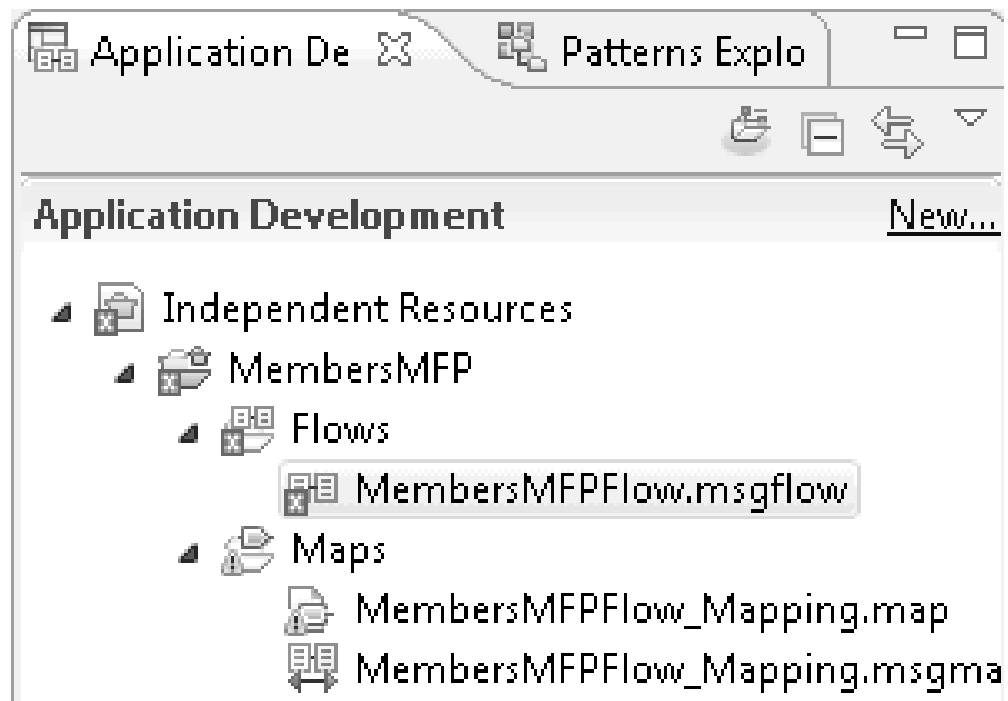 Application De Patterns Explo
Application Development New...
Independent Resources
MembersMFP
Flows
MembersMFPFlow.msgflow
Maps
MembersMFPFlow_Mapping.map
MembersMFPFlow_Mapping.msgma